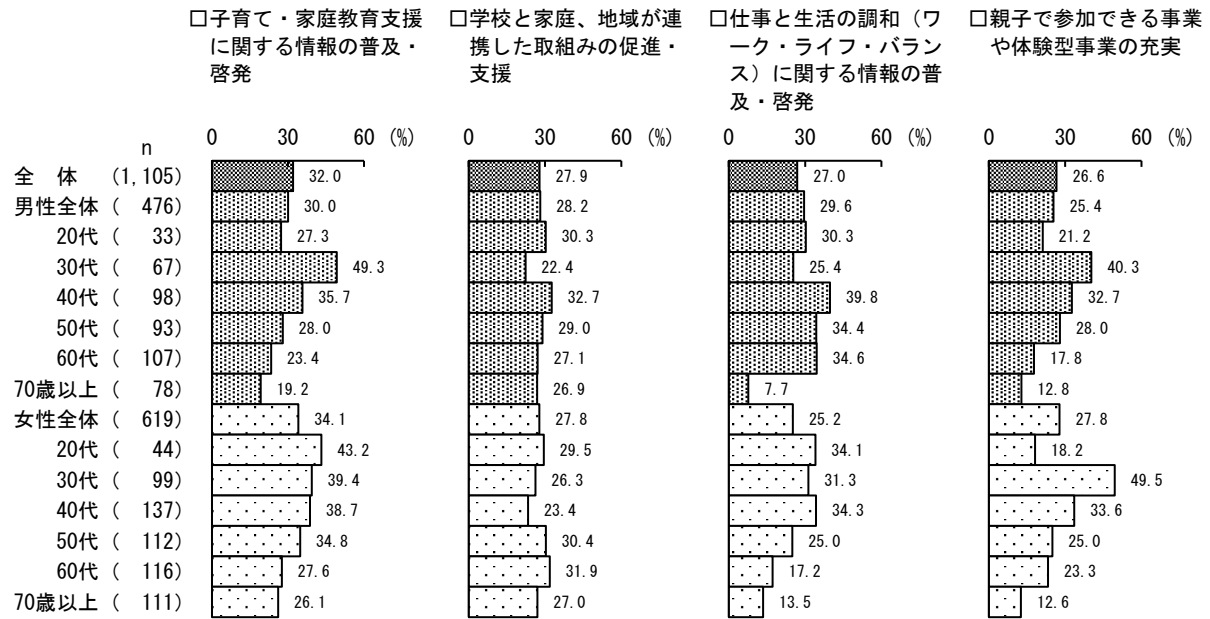 □子育て・家庭教育支援
に関する情報の普及・
啓発
□学校と家庭、地域が連
携した取組みの促進・
支援
□仕事と生活の調和（ワ
ーク・ライフ・バラン
ス）に関する情報の普
及・啓発
□親子で参加できる事業
や体験型事業の充実
n 0 30 60 (%) 0 30 60 (%) 0 30 60 (%) 0 30 60 (%)
全 体 (1,105) 32.0 27.9 27.0 26.6
男性全体 ( 476) 30.0 28.2 29.6 25.4
20代 ( 33) 27.3 30.3 30.3 21.2
30代 ( 67) 49.3 22.4 25.4 40.3
40代 ( 98) 35.7 32.7 39.8 32.7
50代 ( 93) 28.0 29.0 34.4 28.0
60代 ( 107) 23.4 27.1 34.6 17.8
70歳以上 ( 78) 19.2 26.9 7.7 12.8
女性全体 ( 619) 34.1 27.8 25.2 27.8
20代 ( 44) 43.2 29.5 34.1 18.2
30代 ( 99) 39.4 26.3 31.3 49.5
40代 ( 137) 38.7 23.4 34.3 33.6
50代 ( 112) 34.8 30.4 25.0 25.0
60代 ( 116) 27.6 31.9 17.2 23.3
70歳以上 ( 111) 26.1 27.0 13.5 12.6